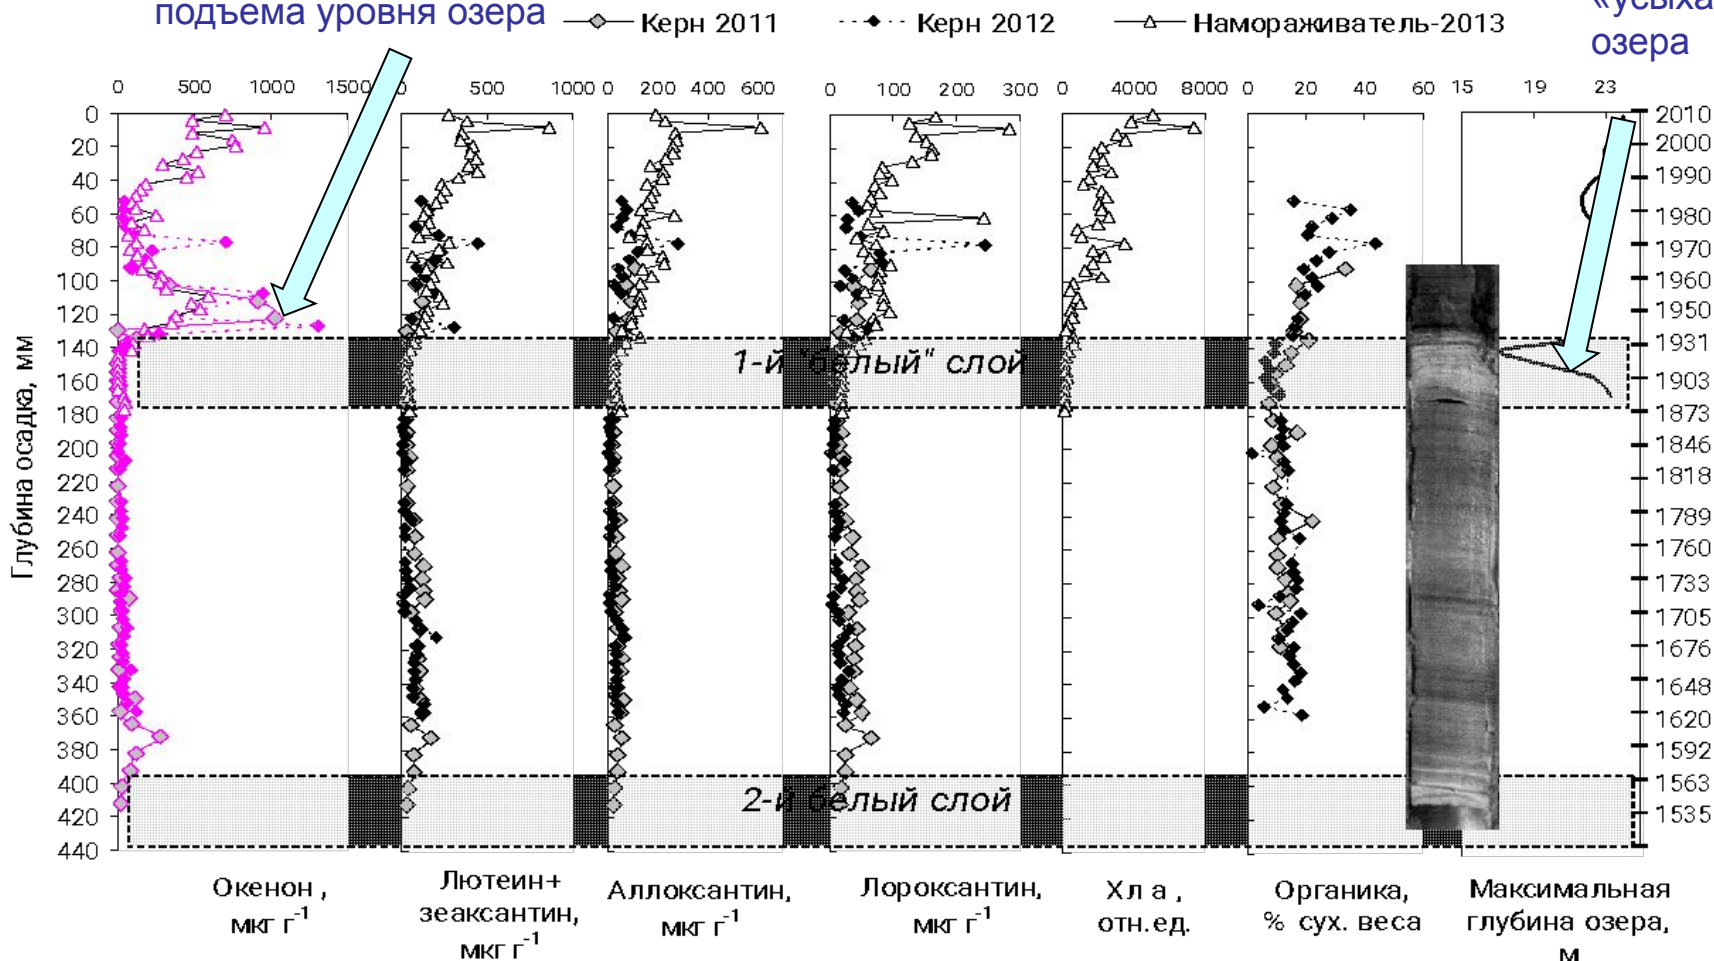 подъема уровня озера
Керн 2011
Керн 2012
Намораживатель-2013
«усыха
озера
0 500 1000 1500
500 1000
0 200 400 600
0 100 200 300
0 4000 8000
0 20 40 60
15 19 23
Глубина осадка, мм
0
20
40
60
80
100
120
140
160
180
200
220
240
260
280
300
320
340
360
380
400
420
440
2010
2000
1990
1980
1970
1960
1950
1931
1903
1873
1846
1818
1789
1760
1733
1705
1676
1648
1620
1592
1563
1535
1-й "белый" слой
2-й белый слой
Окенон,
мкг г⁻¹
Лютеин+
зеаксантин,
мкг г⁻¹
Аллоксантин,
мкг г⁻¹
Лороксантин,
мкг г⁻¹
Хл а,
отн.ед.
Органика,
% сух. веса
Максимальная
глубина озера,
м